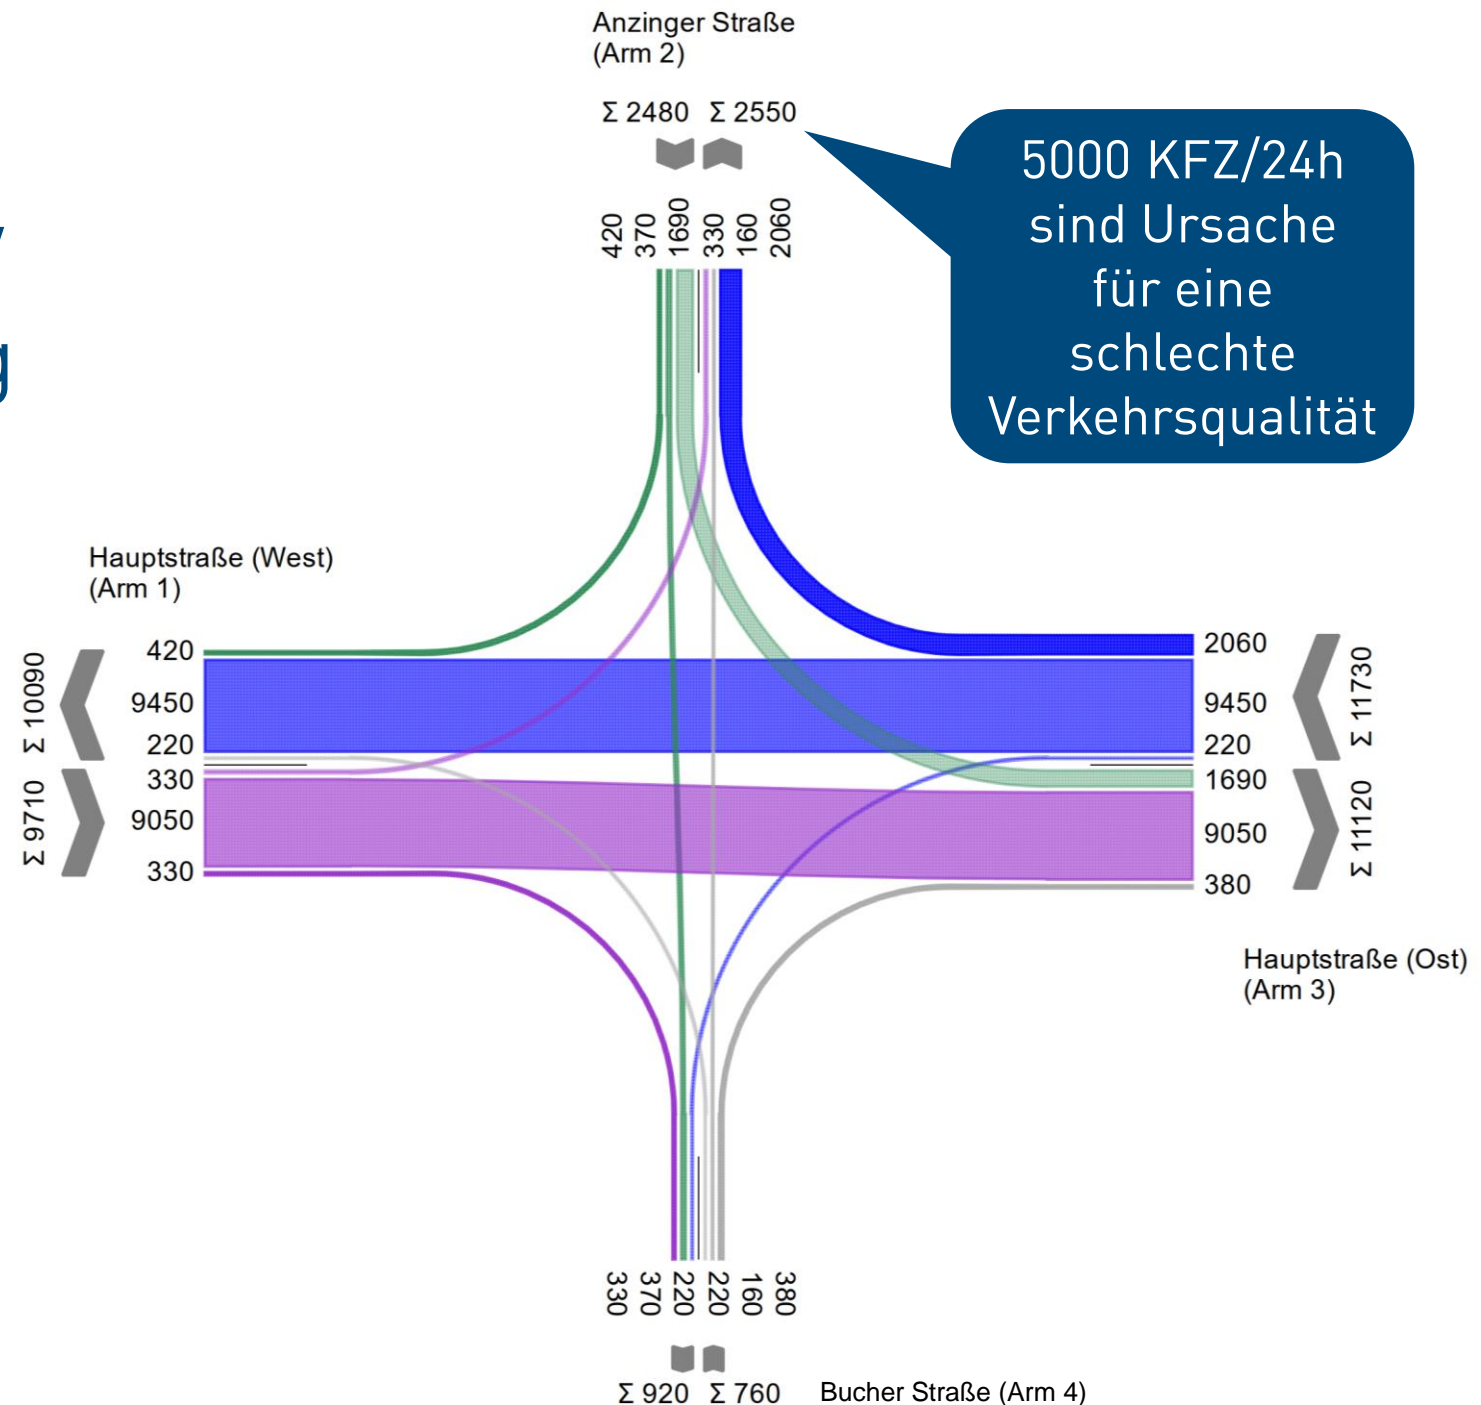 Anzinger Straße
(Arm 2)
Σ 2480 Σ 2550
5000 KFZ/24h
sind Ursache
für eine
schlechte
Verkehrsqualität
420
370
1690
330
160
2060
Hauptstraße (West)
(Arm 1)
420
9450
220
330
9050
330
Σ 10090
Σ 9710
2060
9450
220
1690
9050
380
Σ 11730
Σ 11120
Hauptstraße (Ost)
(Arm 3)
330
370
220
220
160
380
Σ 920 Σ 760
Bucher Straße (Arm 4)